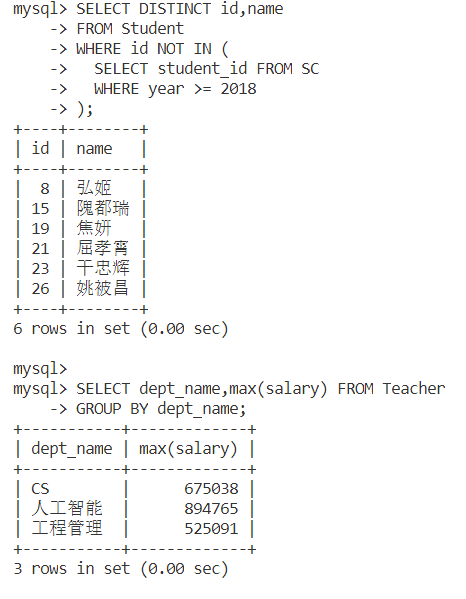 mysql> SELECT DISTINCT id,name
    -> FROM Student
    -> WHERE id NOT IN (
    ->   SELECT student_id FROM SC
    ->   WHERE year >= 2018
    -> );
+----+--------+
| id | name   |
+----+--------+
|  8 | 弘姬   |
| 15 | 隗都瑞 |
| 19 | 焦妍   |
| 21 | 屈孝霄 |
| 23 | 干忠辉 |
| 26 | 姚被昌 |
+----+--------+
6 rows in set (0.00 sec)
mysql>
mysql> SELECT dept_name,max(salary) FROM Teacher
    -> GROUP BY dept_name;
+-----------+-------------+
| dept_name | max(salary) |
+-----------+-------------+
| CS        |      675038 |
| 人工智能  |      894765 |
| 工程管理  |      525091 |
+-----------+-------------+
3 rows in set (0.00 sec)